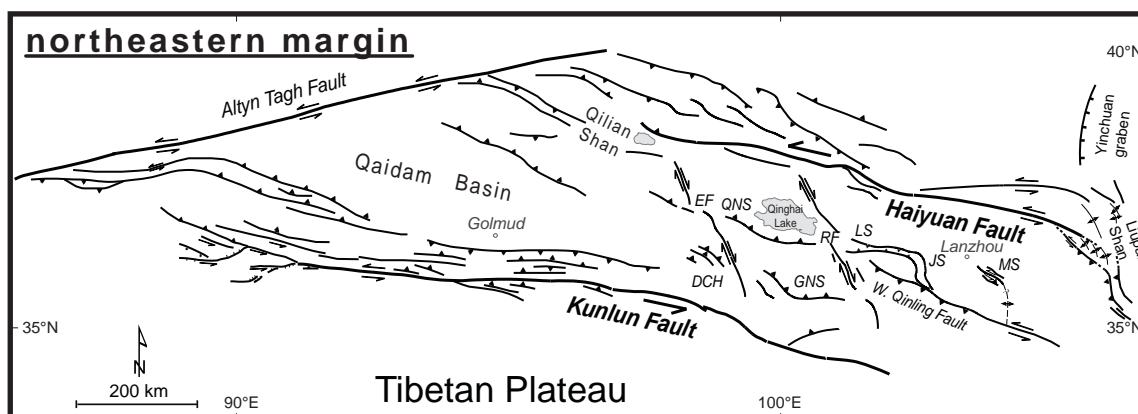 northeastern margin
40°N
Altyn Tagh Fault
Qilian
Shan
Yinchuan
graben
Qaidam Basin
EF
QNS
Qinghai
Lake
Haiyuan Fault
Golmud
RF
LS
Lanzhou
Shan
JS
MS
DCH
GNS
W. Qinling Fault
Kunlun Fault
35°N
35°N
N
200 km
90°E
Tibetan Plateau
100°E